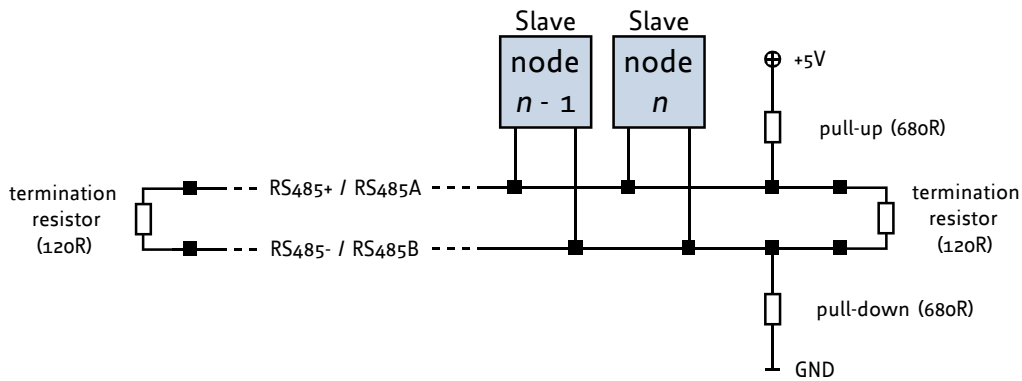 Slave
Slave
node
n - 1
node
n
+5V
pull-up (680R)
termination
resistor
(120R)
RS485+ / RS485A
RS485- / RS485B
termination
resistor
(120R)
pull-down (680R)
GND